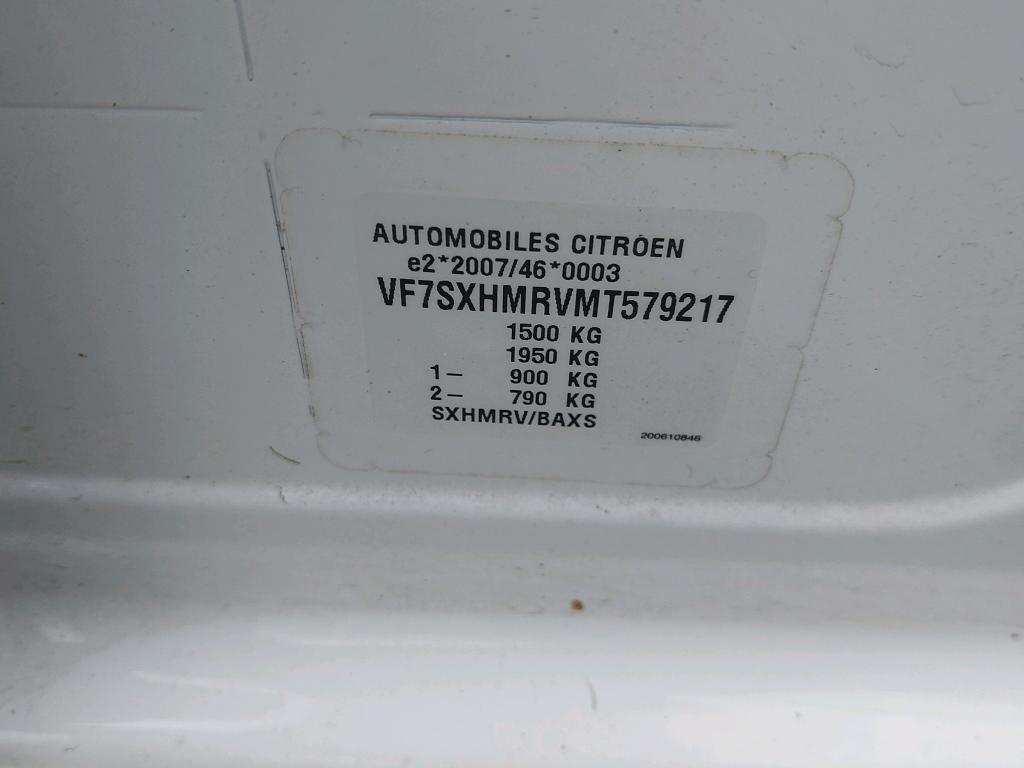 AUTOMOBILES CITROËN
e2*2007/46*0003
VF7SXHMRVMT579217
1500 KG
1950 KG
1– 900 KG
2– 790 KG
SXHMRV/BAXS
200610846